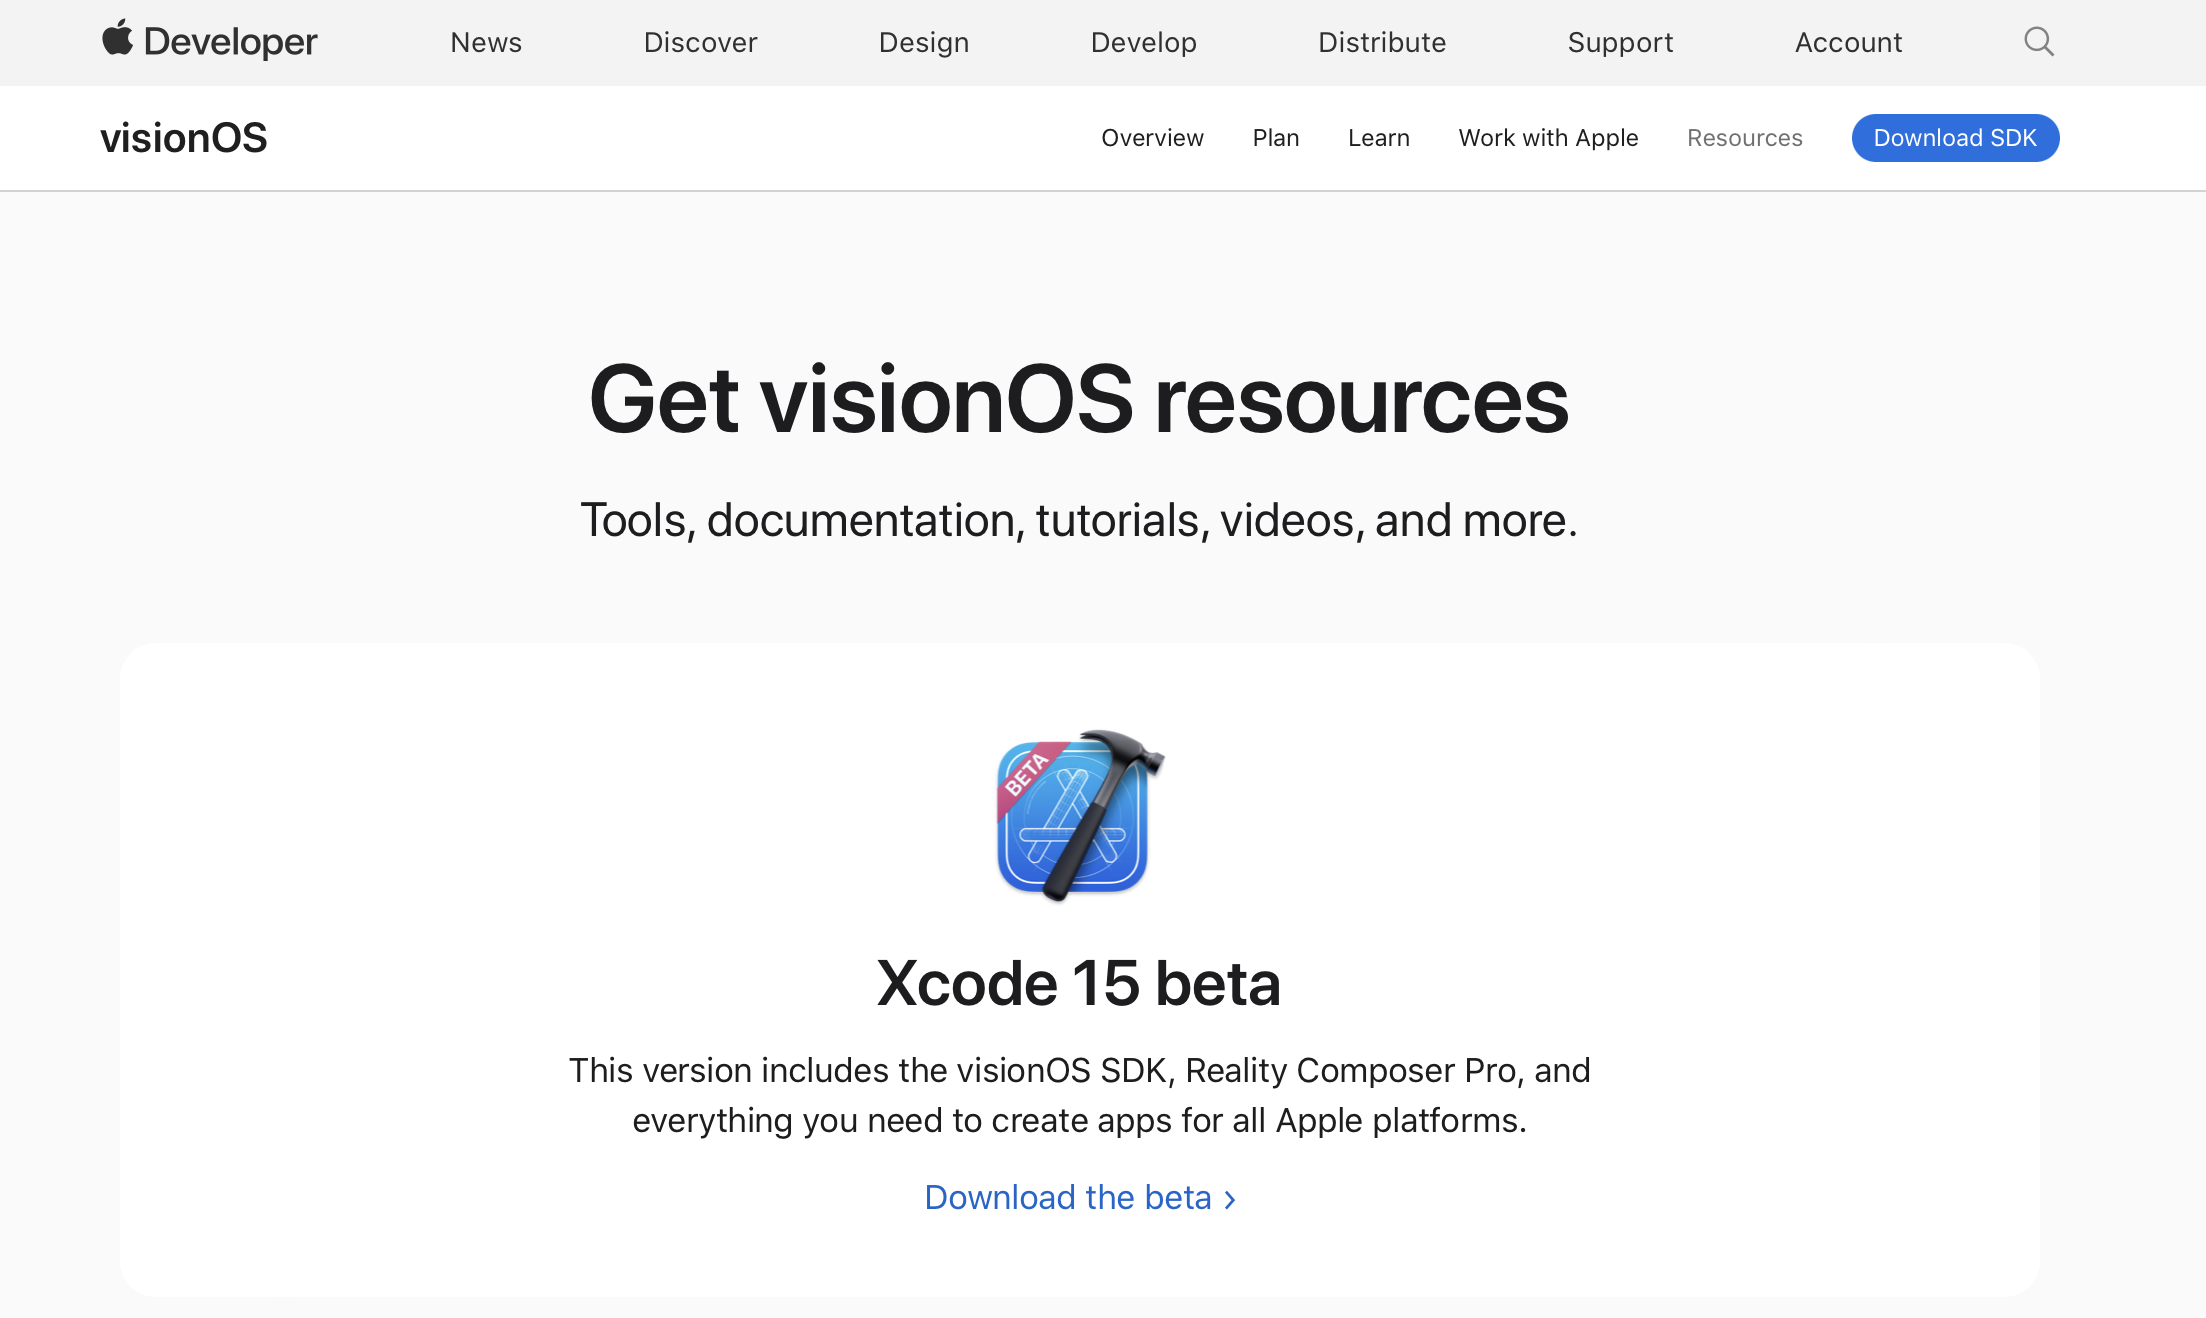 Developer
News
Discover
Design
Develop
Distribute
Support
Account
visionOS
Overview
Plan
Learn
Work with Apple
Resources
Download SDK
Get visionOS resources
Tools, documentation, tutorials, videos, and more.
BETA
Xcode 15 beta
This version includes the visionOS SDK, Reality Composer Pro, and
everything you need to create apps for all Apple platforms.
Download the beta ›